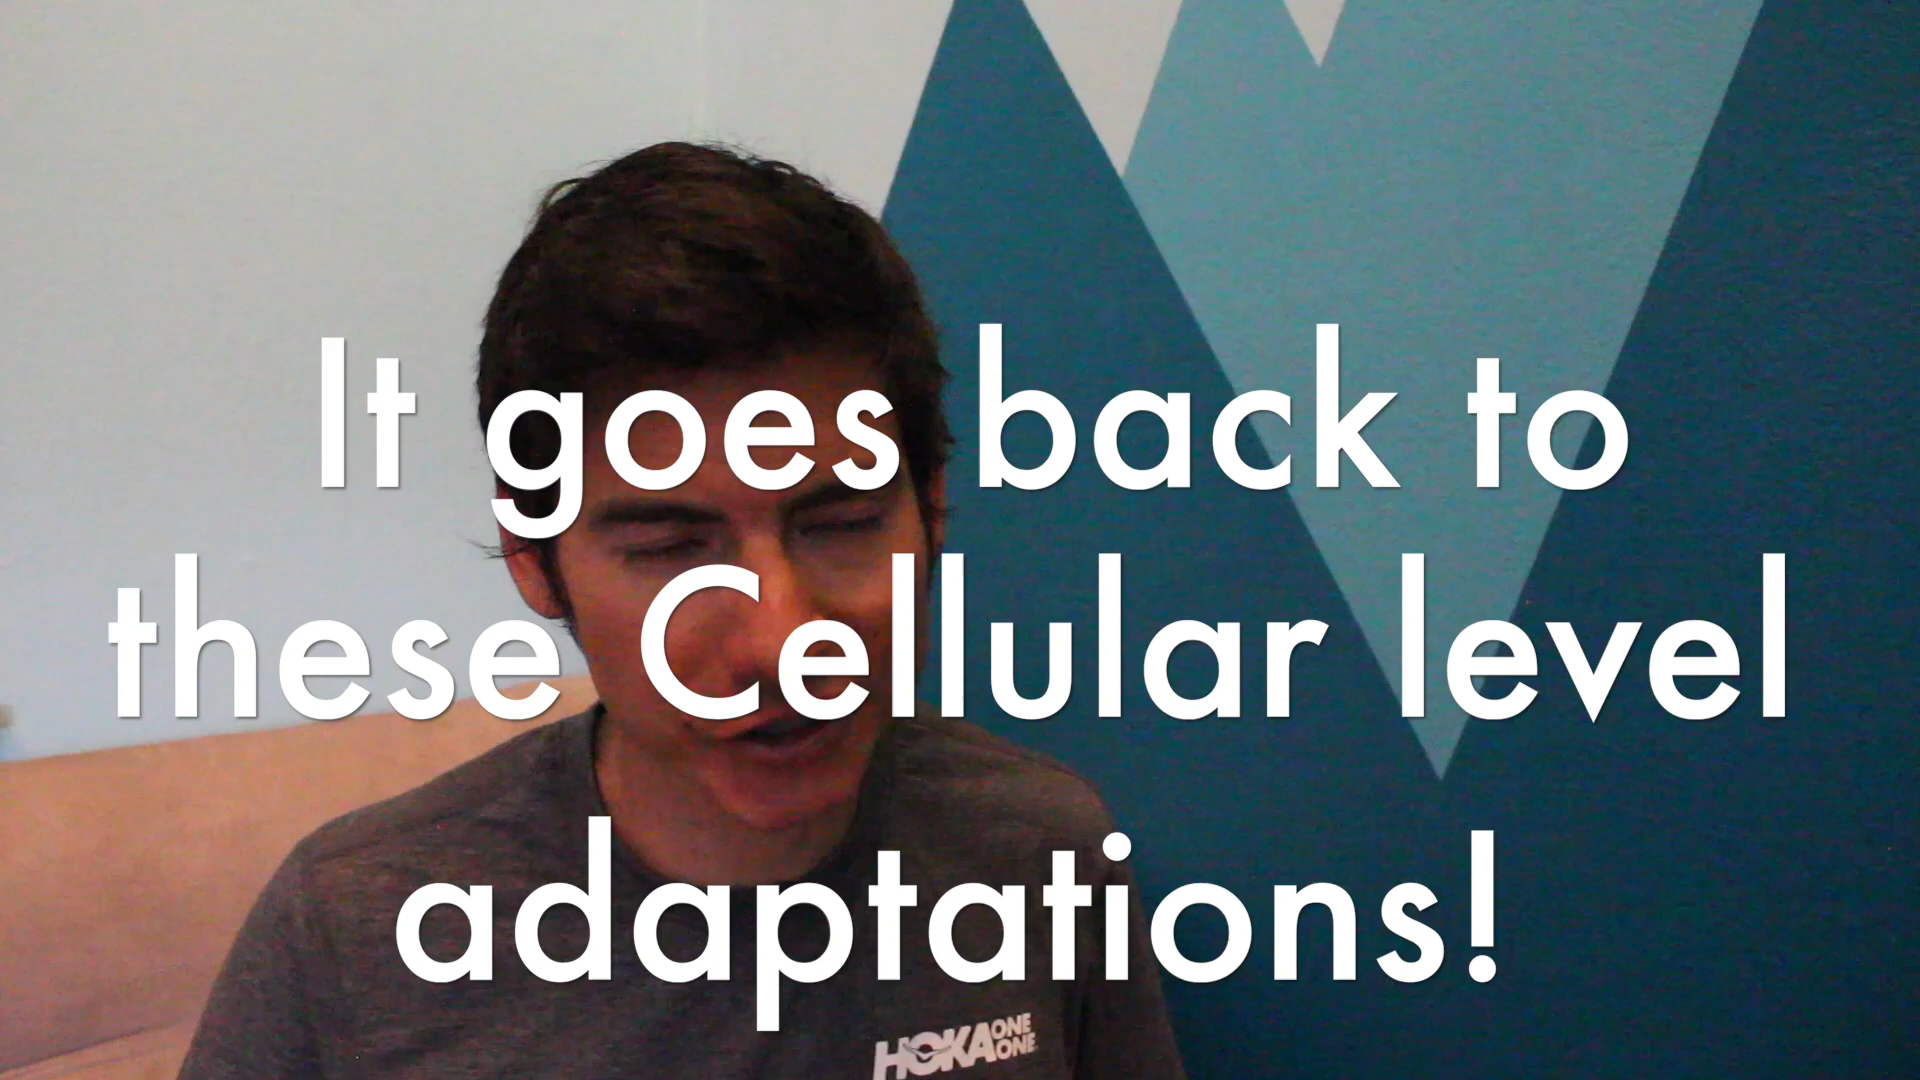 It goes back to
these Cellular level
adaptations!
HOKA ONE ONE